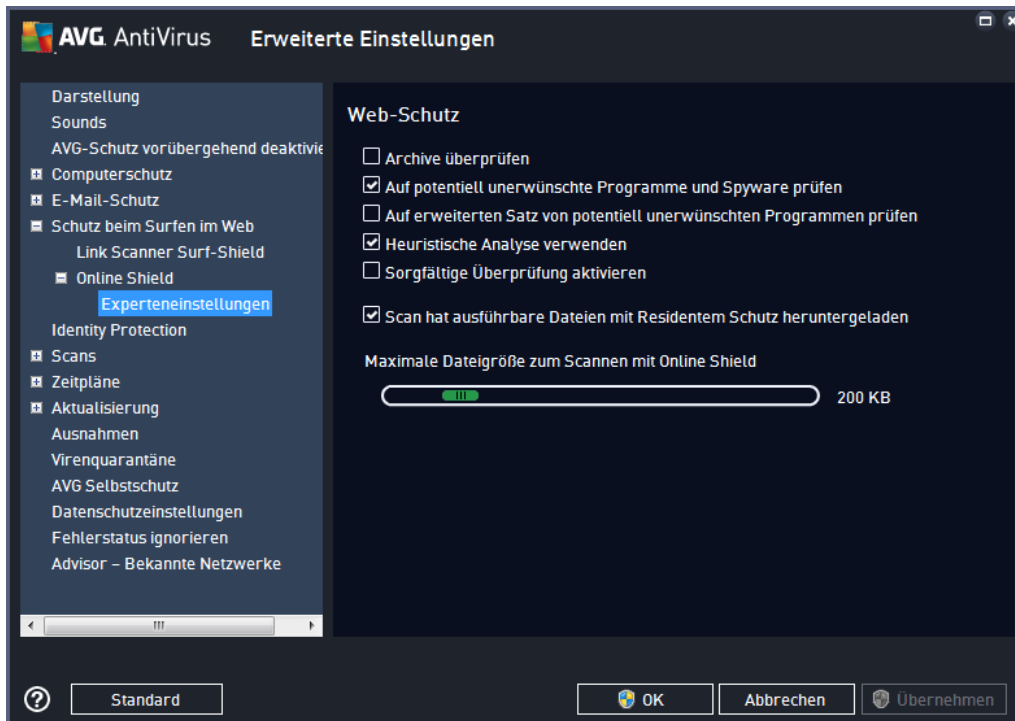 AVG. AntiVirus Erweiterte Einstellungen
Darstellung
Sounds
AVG-Schutz vorübergehend deaktivie
Computerschutz
E-Mail-Schutz
Schutz beim Surfen im Web
Link Scanner Surf-Shield
Online Shield
Experteneinstellungen
Identity Protection
Scans
Zeitpläne
Aktualisierung
Ausnahmen
Virenquarantäne
AVG Selbstschutz
Datenschutzeinstellungen
Fehlerstatus ignorieren
Advisor – Bekannte Netzwerke
Web-Schutz
Archive überprüfen
Auf potentiell unerwünschte Programme und Spyware prüfen
Auf erweiterten Satz von potentiell unerwünschten Programmen prüfen
Heuristische Analyse verwenden
Sorgfältige Überprüfung aktivieren
Scan hat ausführbare Dateien mit Residentem Schutz heruntergeladen
Maximale Dateigröße zum Scannen mit Online Shield
200 KB
Standard
OK
Abbrechen
Übernehmen